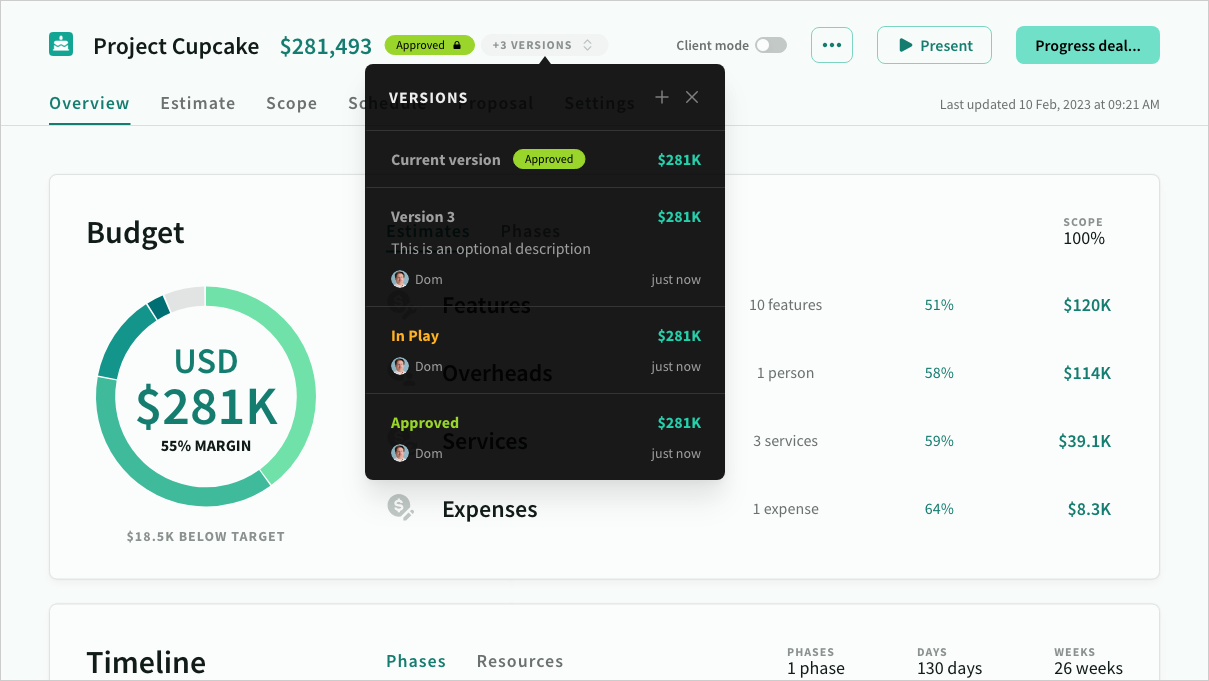 Project Cupcake $281,493 Approved +3 VERSIONS Client mode Present Progress deal...
Overview Estimate Scope Schedule Proposal Settings Last updated 10 Feb, 2023 at 09:21 AM
VERSIONS
Current version Approved $281K
Version 3 $281K
This is an optional description
Dom just now
In Play $281K
Dom just now
Approved $281K
Dom just now
Budget
USD
$281K
55% MARGIN
$18.5K BELOW TARGET
Estimates Phases
SCOPE
100%
Features 10 features 51% $120K
Overheads 1 person 58% $114K
Services 3 services 59% $39.1K
Expenses 1 expense 64% $8.3K
Timeline
Phases Resources
PHASES DAYS WEEKS
1 phase 130 days 26 weeks